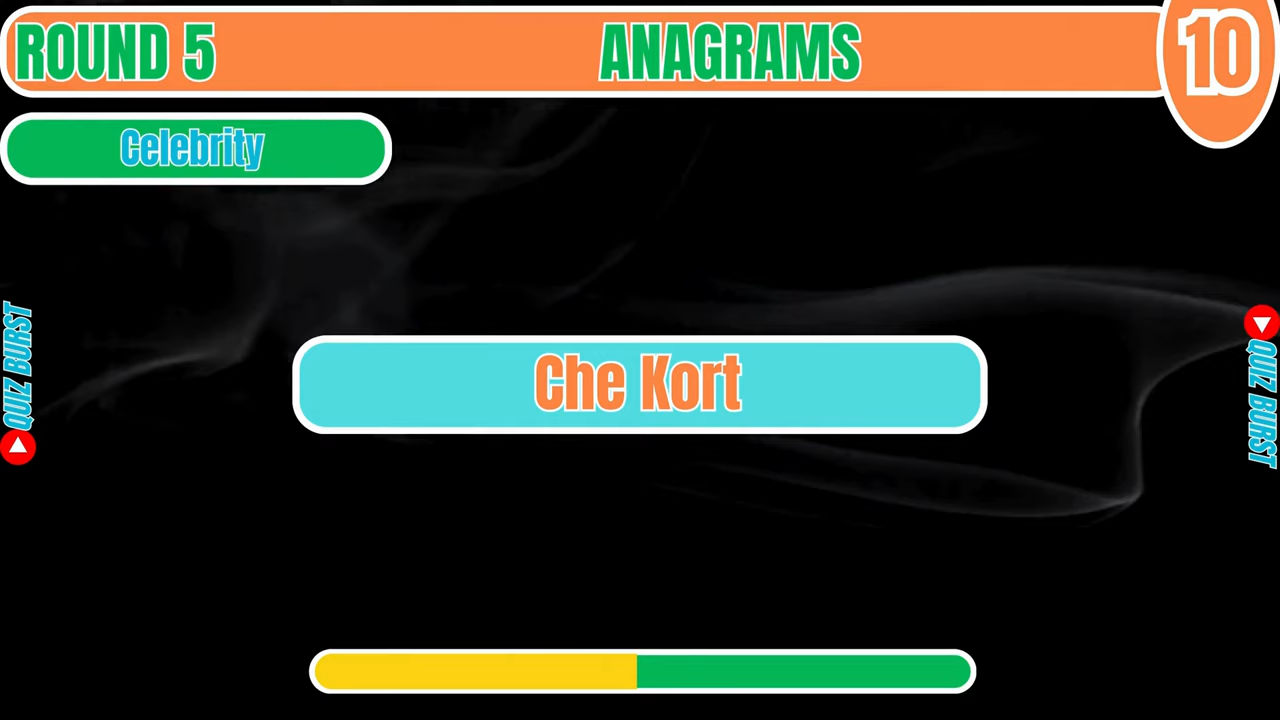 ROUND 5
ANAGRAMS
10
Celebrity
QUIZ BURST
Che Kort
QUIZ BURST